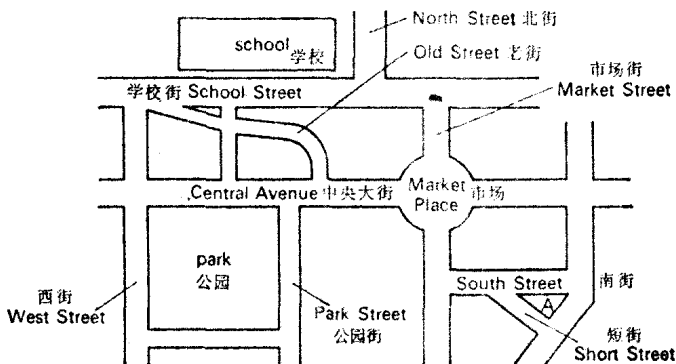 North Street 北街
school
学校
Old Street 老街
市场街
Market Street
学校街 School Street
Central Avenue 中央大街
Market
Place
市场
park
公园
South Street
南街
西街
West Street
A
Park Street
公园街
短街
Short Street